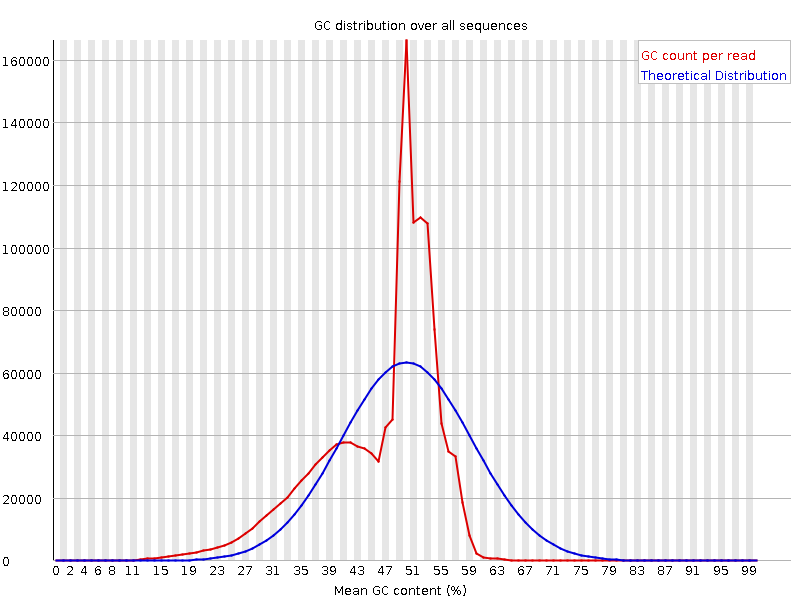 GC distribution over all sequences
GC count per read
Theoretical Distribution
160000
140000
120000
100000
80000
60000
40000
20000
0
0 2 4 6 8 11 15 19 23 27 31 35 39 43 47 51 55 59 63 67 71 75 79 83 87 91 95 99
Mean GC content (%)